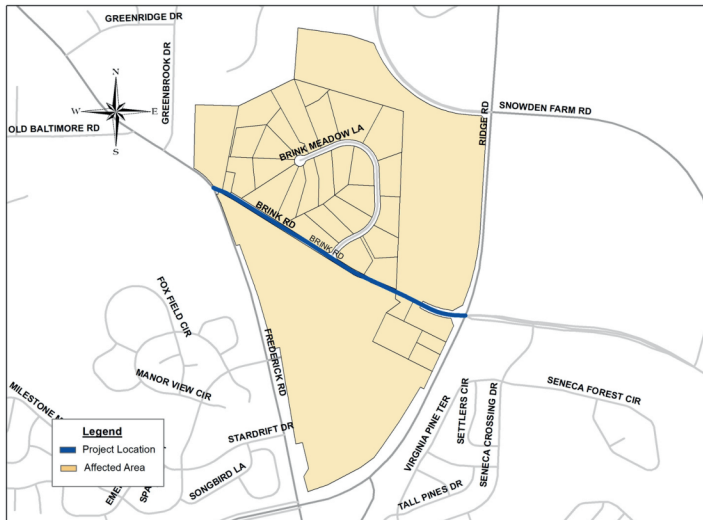 GREENRIDGE DR
GREENBROOK DR
N
W
E
S
OLD BALTIMORE RD
SNOWDEN FARM RD
RIDGE RD
BRINK MEADOW LA
BRINK RD
BRINK RD
FOX FIELD CIR
FREDERICK RD
MANOR VIEW CIR
SENECA FOREST CIR
SETTLERS CIR
VIRGINIA PINE TER
SENECA CROSSING DR
STARDRIFT DR
SONGBIRD LA
TALL PINES DR
MILESTONE
Legend
Project Location
Affected Area